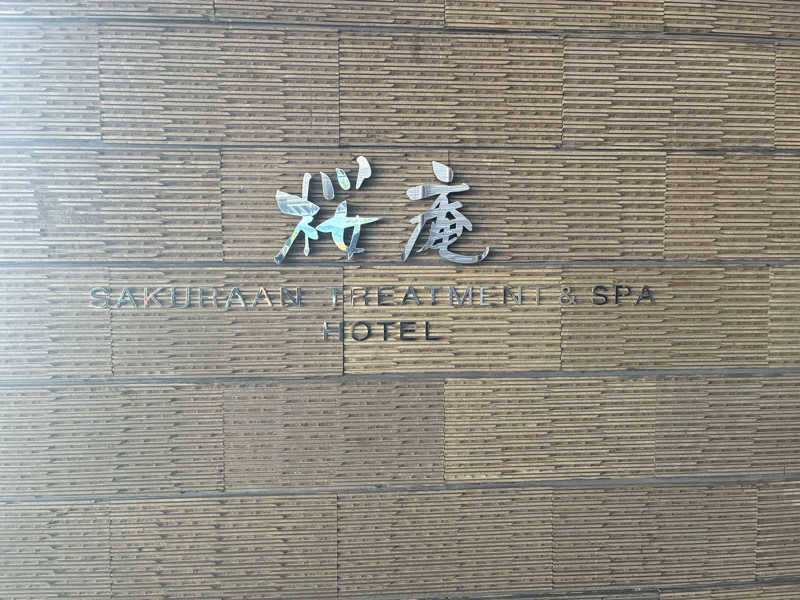 桜庵
SAKURAAN TREATMENT & SPA
HOTEL